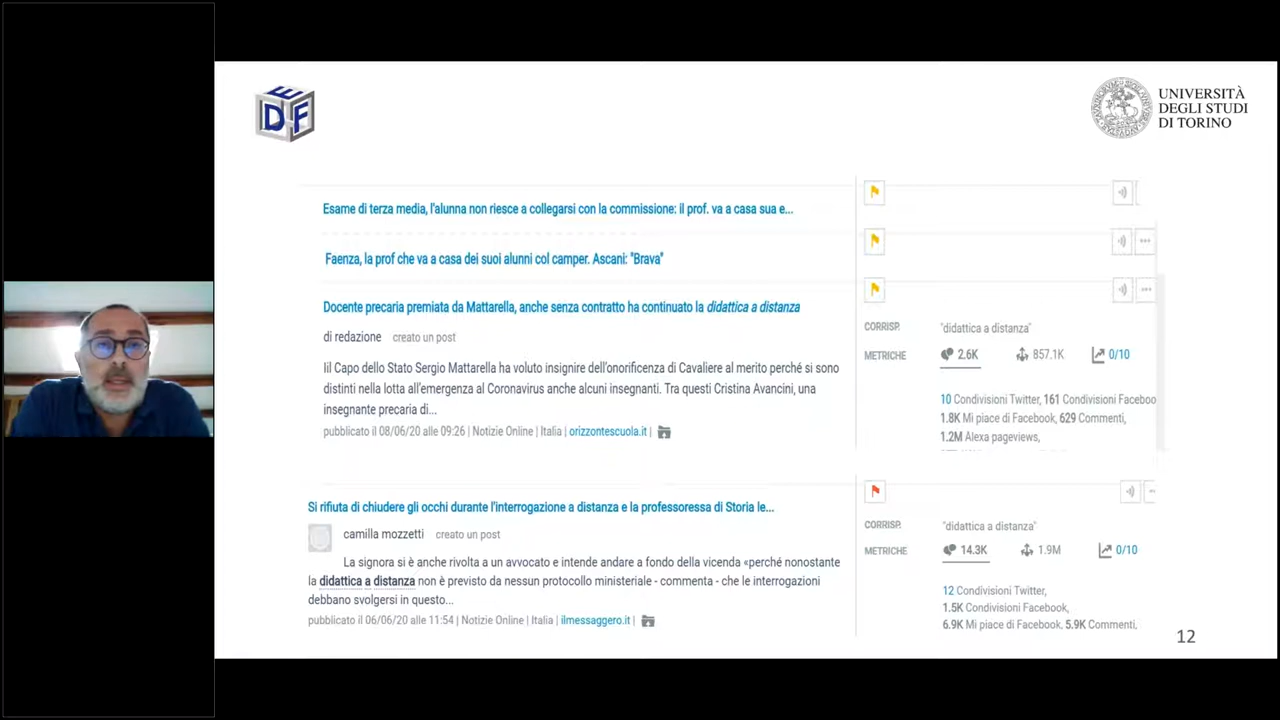 E
D F
UNIVERSITÀ
DEGLI STUDI
DI TORINO
Esame di terza media, l'alunna non riesce a collegarsi con la commissione: il prof. va a casa sua e...
Faenza, la prof che va a casa dei suoi alunni col camper. Ascani: "Brava"
Docente precaria premiata da Mattarella, anche senza contratto ha continuato la didattica a distanza
di redazione creato un post
Iiil Capo dello Stato Sergio Mattarella ha voluto insignire dell'onorificenza di Cavaliere al merito perché si sono
distinti nella lotta all'emergenza al Coronavirus anche alcuni insegnanti. Tra questi Cristina Avancini, una
insegnante precaria di...
pubblicato il 08/06/20 alle 09:26 | Notizie Online | Italia | orizzontescuola.it |
CORRISP. "didattica a distanza"
METRICHE 2.6K 857.1K 0/10
10 Condivisioni Twitter, 161 Condivisioni Faceboo
1.8K Mi piace di Facebook, 629 Commenti,
1.2M Alexa pageviews,
Si rifiuta di chiudere gli occhi durante l'interrogazione a distanza e la professoressa di Storia le...
camilla mozzetti creato un post
La signora si è anche rivolta a un avvocato e intende andare a fondo della vicenda «perché nonostante
la didattica a distanza non è previsto da nessun protocollo ministeriale - commenta - che le interrogazioni
debbano svolgersi in questo...
pubblicato il 06/06/20 alle 11:54 | Notizie Online | Italia | ilmessaggero.it |
CORRISP. "didattica a distanza"
METRICHE 14.3K 1.9M 0/10
12 Condivisioni Twitter,
1.5K Condivisioni Facebook,
6.9K Mi piace di Facebook, 5.9K Commenti,
12